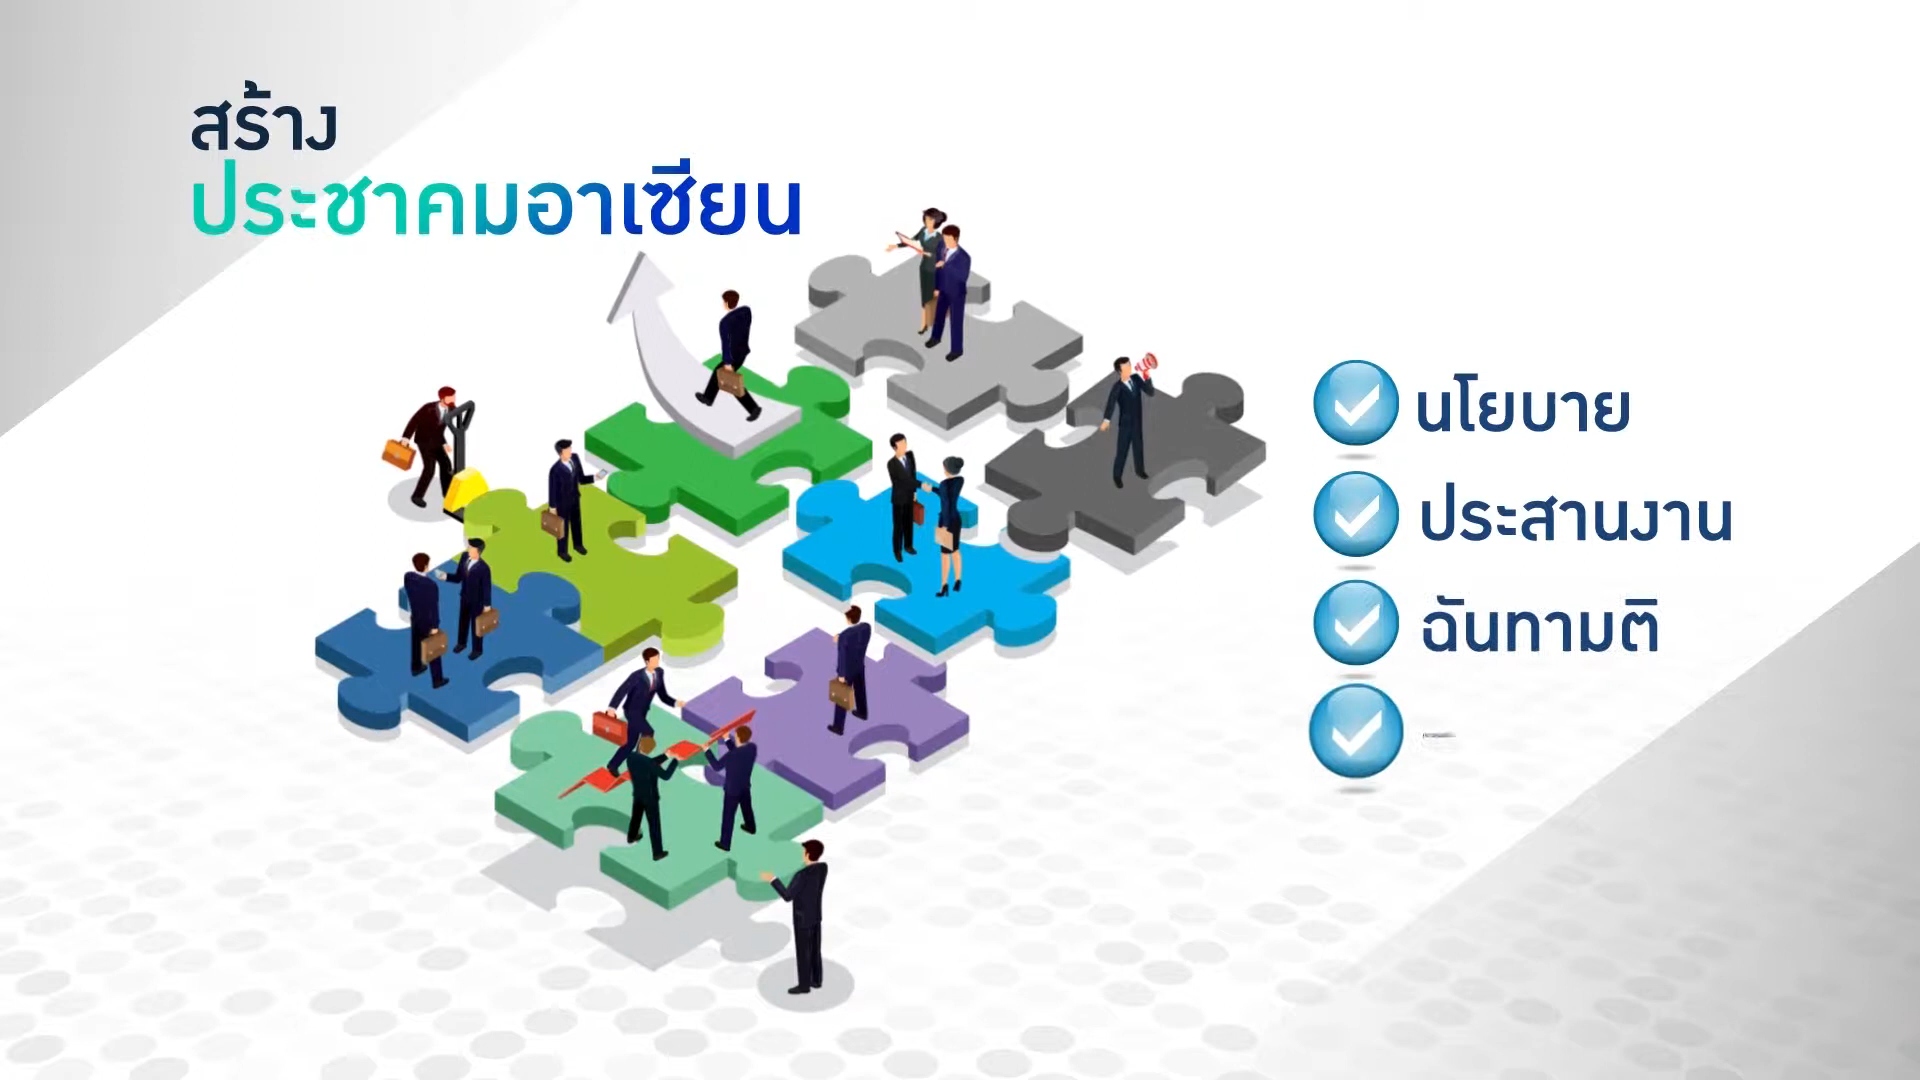 สร้าง
ประชาคมอาเซียน
นโยบาย
ประสานงาน
ฉันทามติ